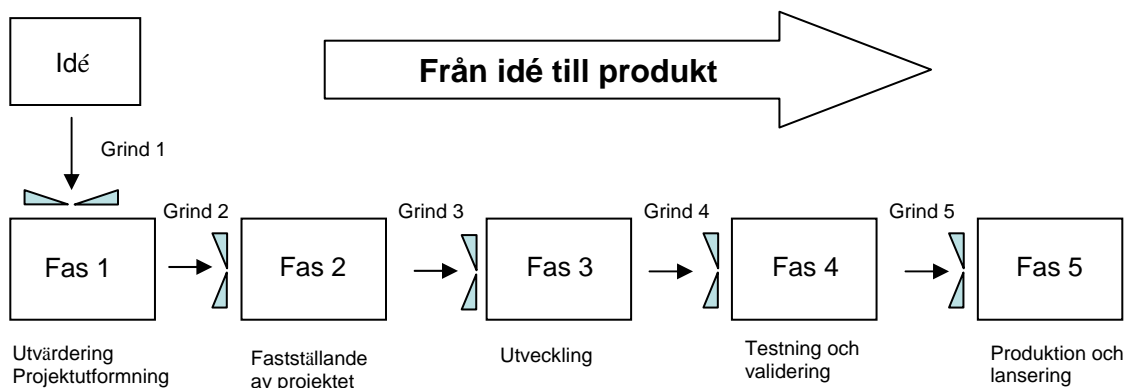 Idé
Från idé till produkt
Grind 1
Grind 2
Grind 3
Grind 4
Grind 5
Fas 1
Fas 2
Fas 3
Fas 4
Fas 5
Utvärdering
Projektutformning
Fastställande
av projektet
Utveckling
Testning och
validering
Produktion och
lansering